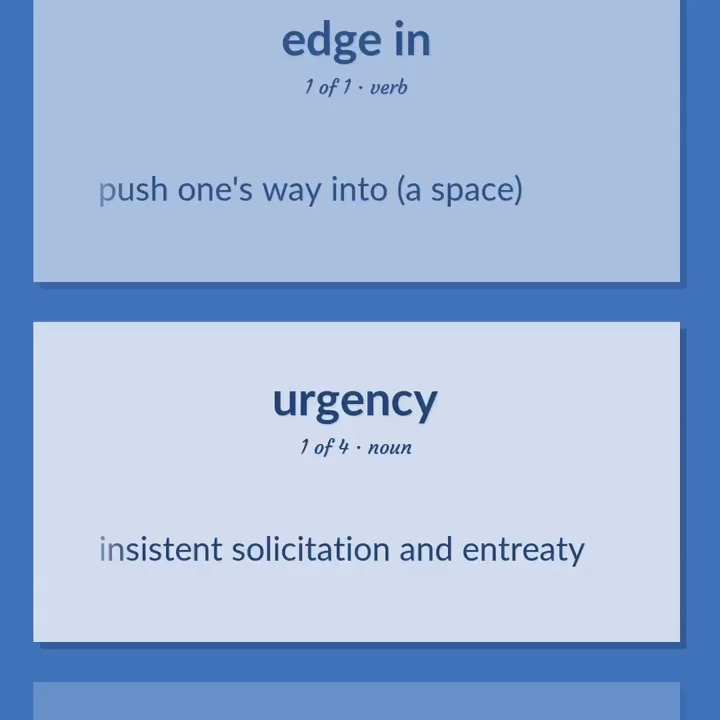 edge in
1 of 1 · verb
push one's way into (a space)
urgency
1 of 4 · noun
insistent solicitation and entreaty